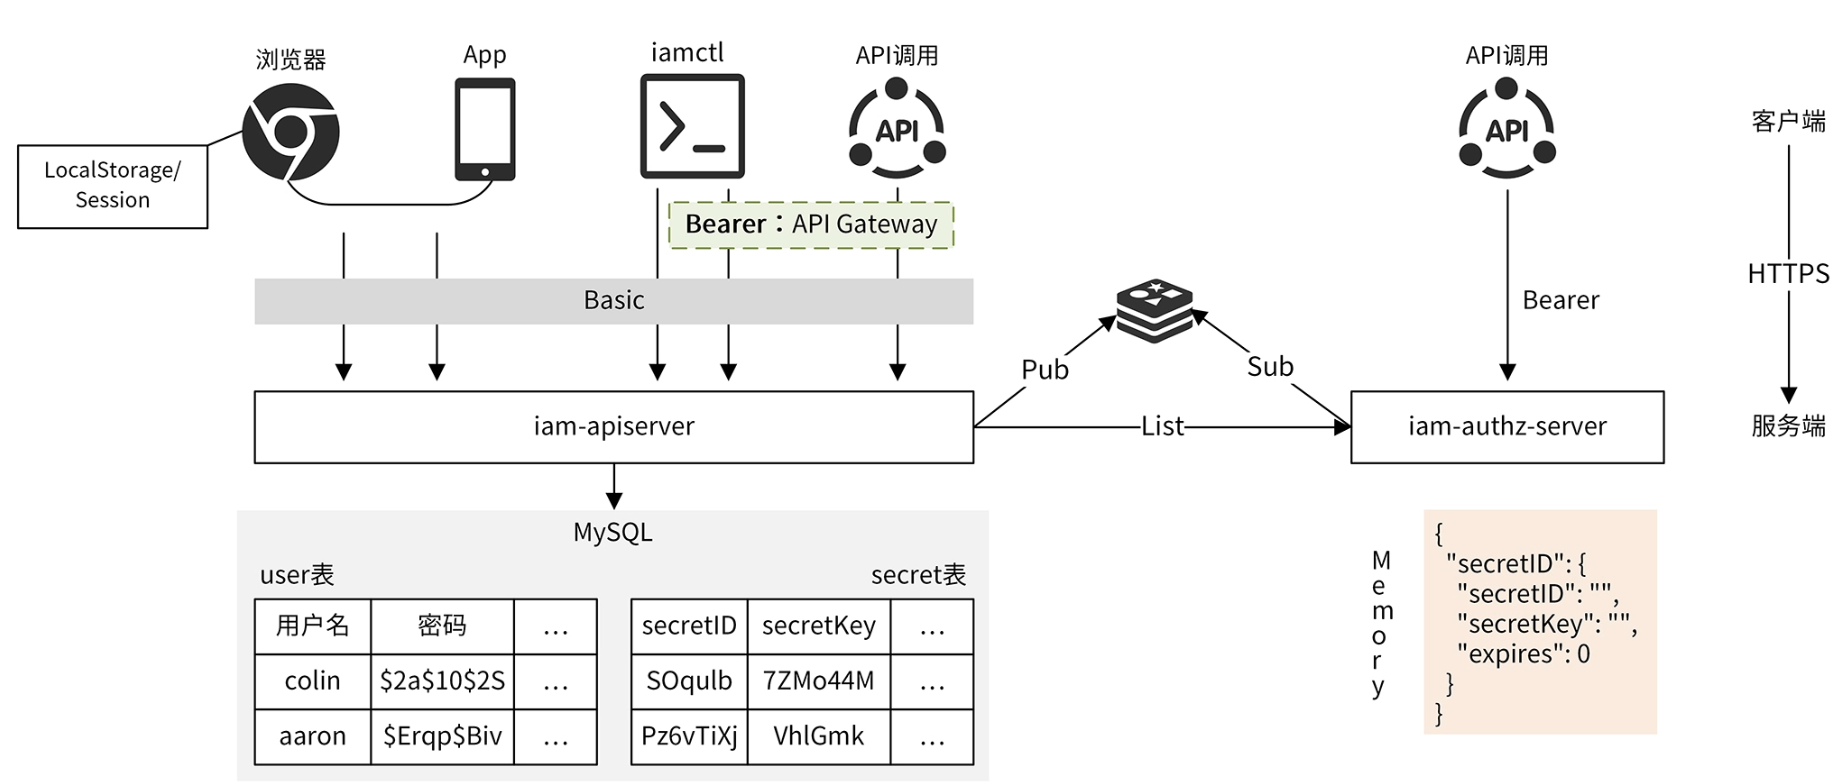 浏览器
App
iamctl
API调用
API调用
API
API
客户端
LocalStorage/
Session
Bearer：API Gateway
HTTPS
Basic
Bearer
Pub
Sub
iam-apiserver
List
iam-authz-server
服务端
MySQL
user表
secret表
用户名 密码 …
colin $2a$10$2S …
aaron $Erqp$Biv …
secretID secretKey …
SOqulb 7ZMo44M …
Pz6vTiXj VhlGmk …
Memory
{
"secretID": {
"secretID": "",
"secretKey": "",
"expires": 0
}
}